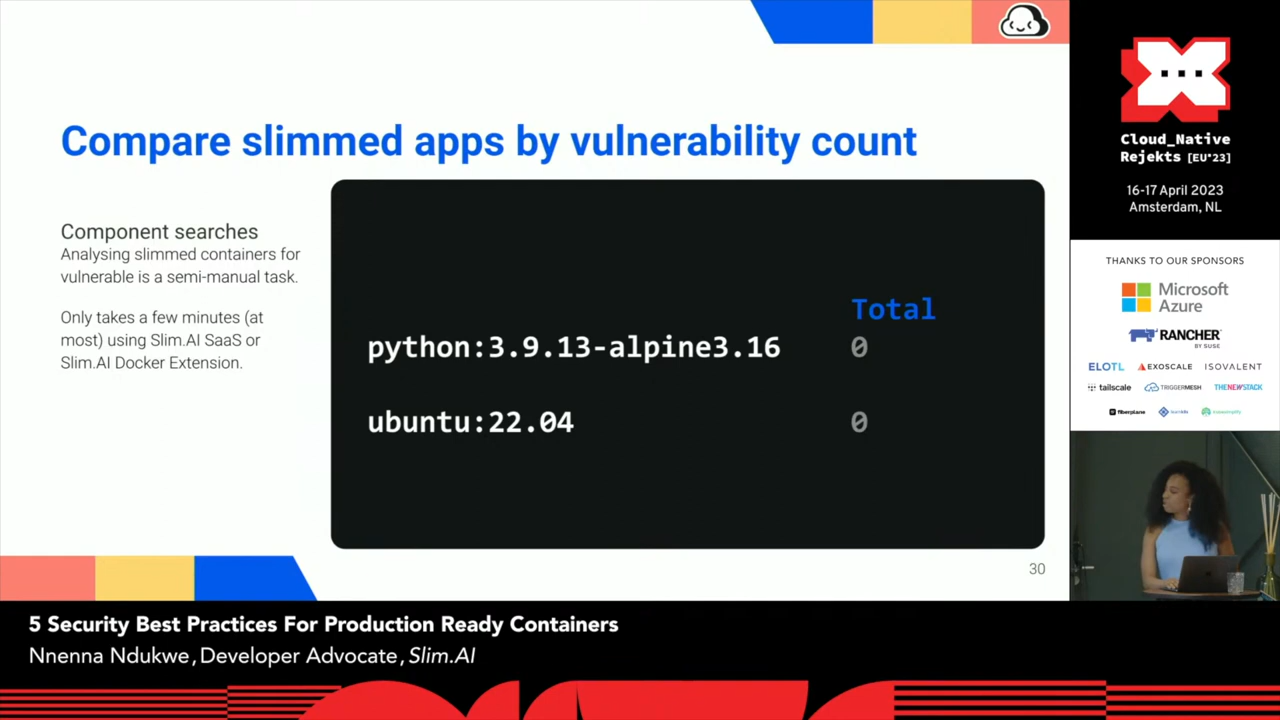 Compare slimmed apps by vulnerability count
Component searches
Analysing slimmed containers for
vulnerable is a semi-manual task.
Only takes a few minutes (at
most) using Slim.AI SaaS or
Slim.AI Docker Extension.
Total
python:3.9.13-alpine3.16 0
ubuntu:22.04 0
30
Cloud_Native
Rejekts [EU'23]
16-17 April 2023
Amsterdam, NL
THANKS TO OUR SPONSORS
Microsoft
Azure
RANCHER
BY SUSE
ELOTL EXOSCALE ISOVALENT
tailscale TRIGGERMESH THENEWSTACK
fiberplane
5 Security Best Practices For Production Ready Containers
Nnenna Ndukwe, Developer Advocate, Slim.AI